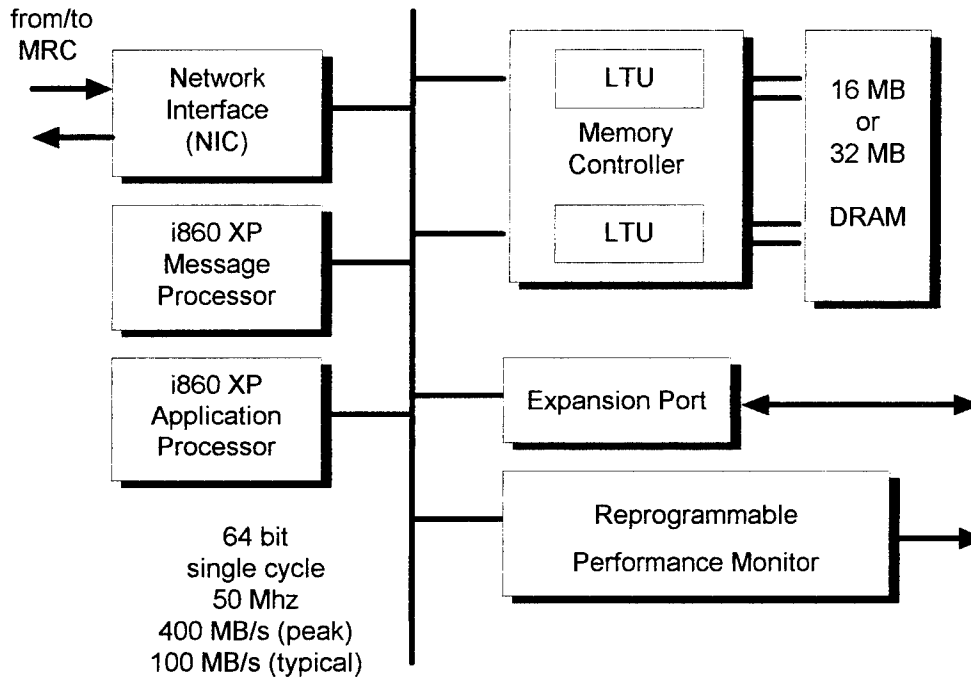 from/to
MRC
Network
Interface
(NIC)
i860 XP
Message
Processor
i860 XP
Application
Processor
64 bit
single cycle
50 Mhz
400 MB/s (peak)
100 MB/s (typical)
LTU
Memory
Controller
LTU
16 MB
or
32 MB
DRAM
Expansion Port
Reprogrammable
Performance Monitor